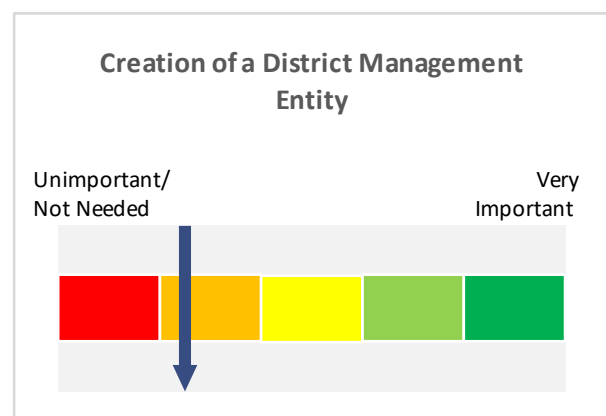 Creation of a District Management
Entity
Unimportant/
Not Needed
Very
Important